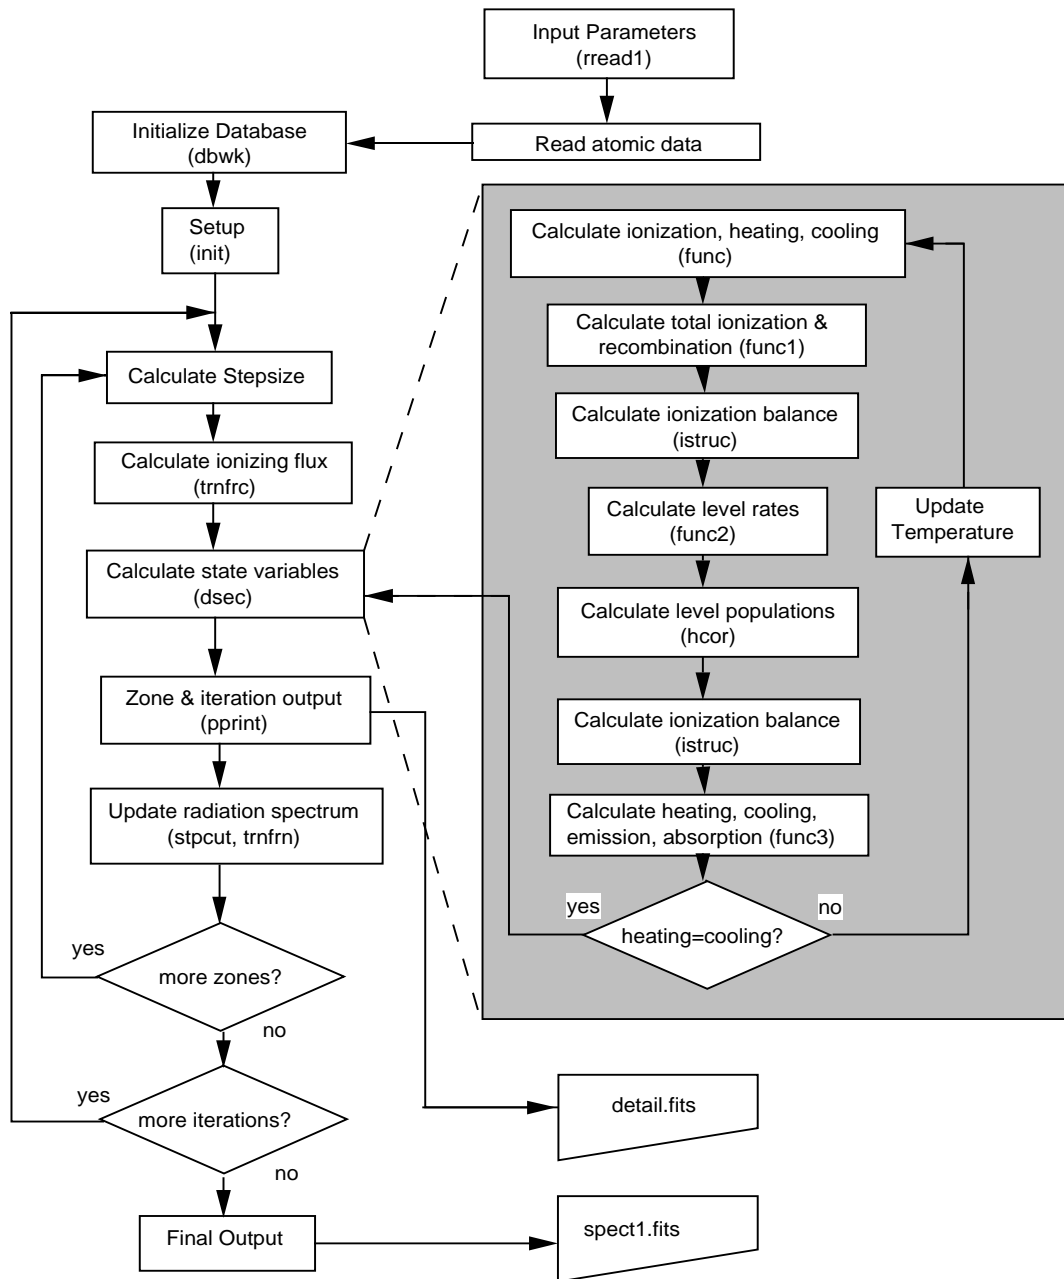 Input Parameters
(rread1)
Read atomic data
Initialize Database
(dbwk)
Setup
(init)
Calculate Stepsize
Calculate ionizing flux
(trnfrc)
Calculate state variables
(dsec)
Zone & iteration output
(pprint)
Update radiation spectrum
(stpcut, trnfrn)
yes
more zones?
no
yes
more iterations?
no
Final Output
Calculate ionization, heating, cooling
(func)
Calculate total ionization &
recombination (func1)
Calculate ionization balance
(istruc)
Calculate level rates
(func2)
Update
Temperature
Calculate level populations
(hcor)
Calculate ionization balance
(istruc)
Calculate heating, cooling,
emission, absorption (func3)
yes
no
heating=cooling?
detail.fits
spect1.fits